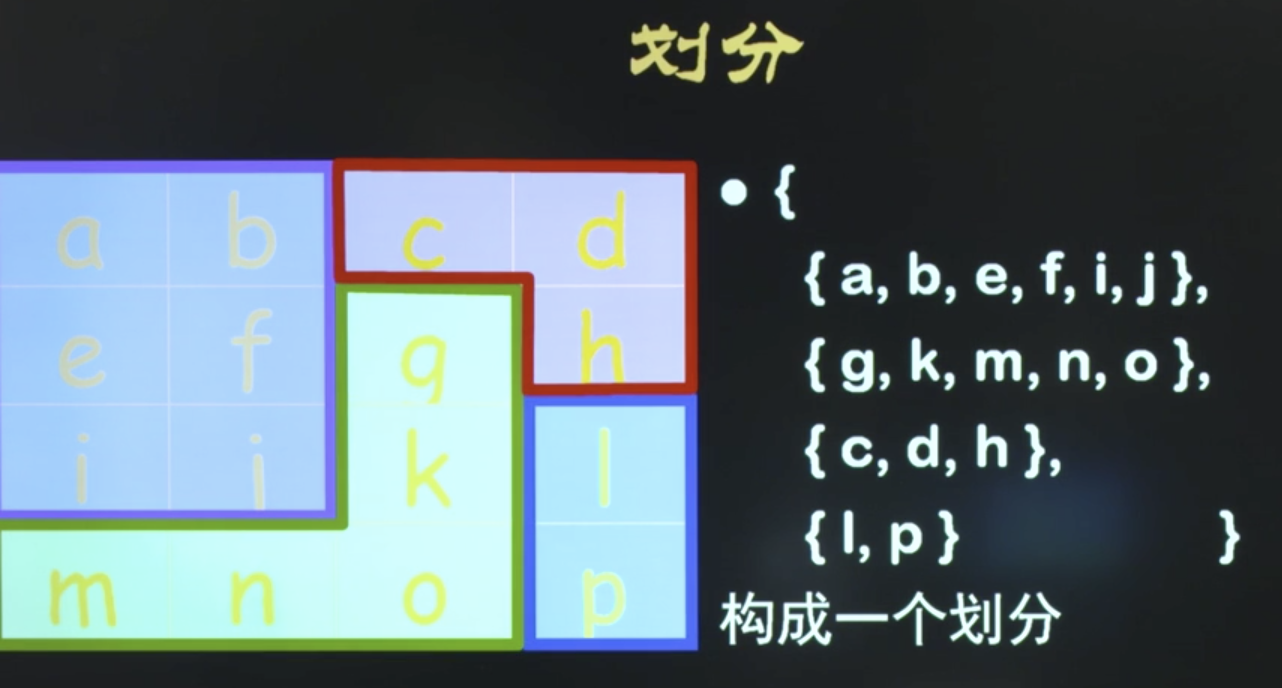 划分
a b c d
e f g h
i j k l
m n o p
• {
{ a, b, e, f, i, j },
{ g, k, m, n, o },
{ c, d, h },
{ l, p } }
构成一个划分